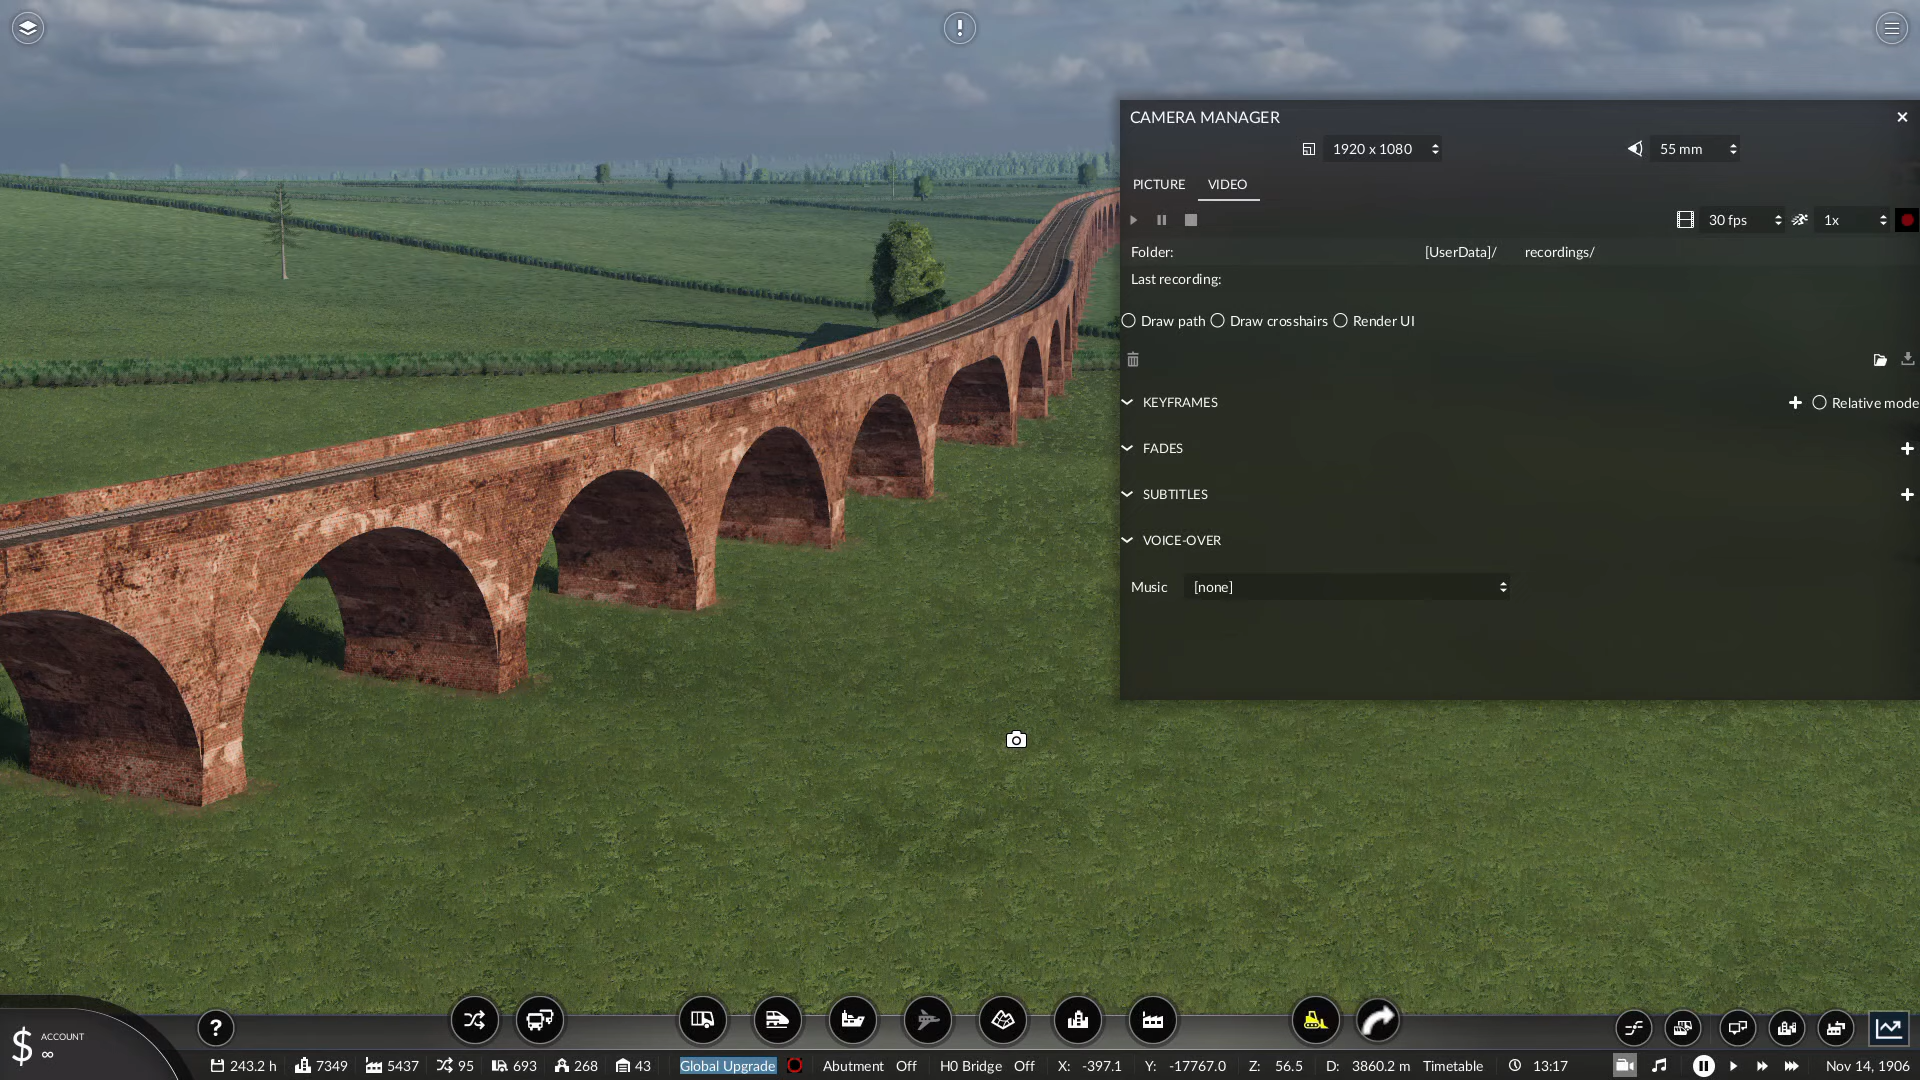 CAMERA MANAGER
1920 x 1080 55 mm
PICTURE VIDEO
30 fps 1x
Folder: [UserData]/ recordings/
Last recording:
Draw path Draw crosshairs Render UI
KEYFRAMES Relative mode
FADES
SUBTITLES
VOICE-OVER
Music [none]
?
$ ACCOUNT
∞
243.2 h 7349 5437 95 693 268 43 Global Upgrade Abutment Off H0 Bridge Off X: -397.1 Y: -17767.0 Z: 56.5 D: 3860.2 m Timetable 13:17 Nov 14, 1906